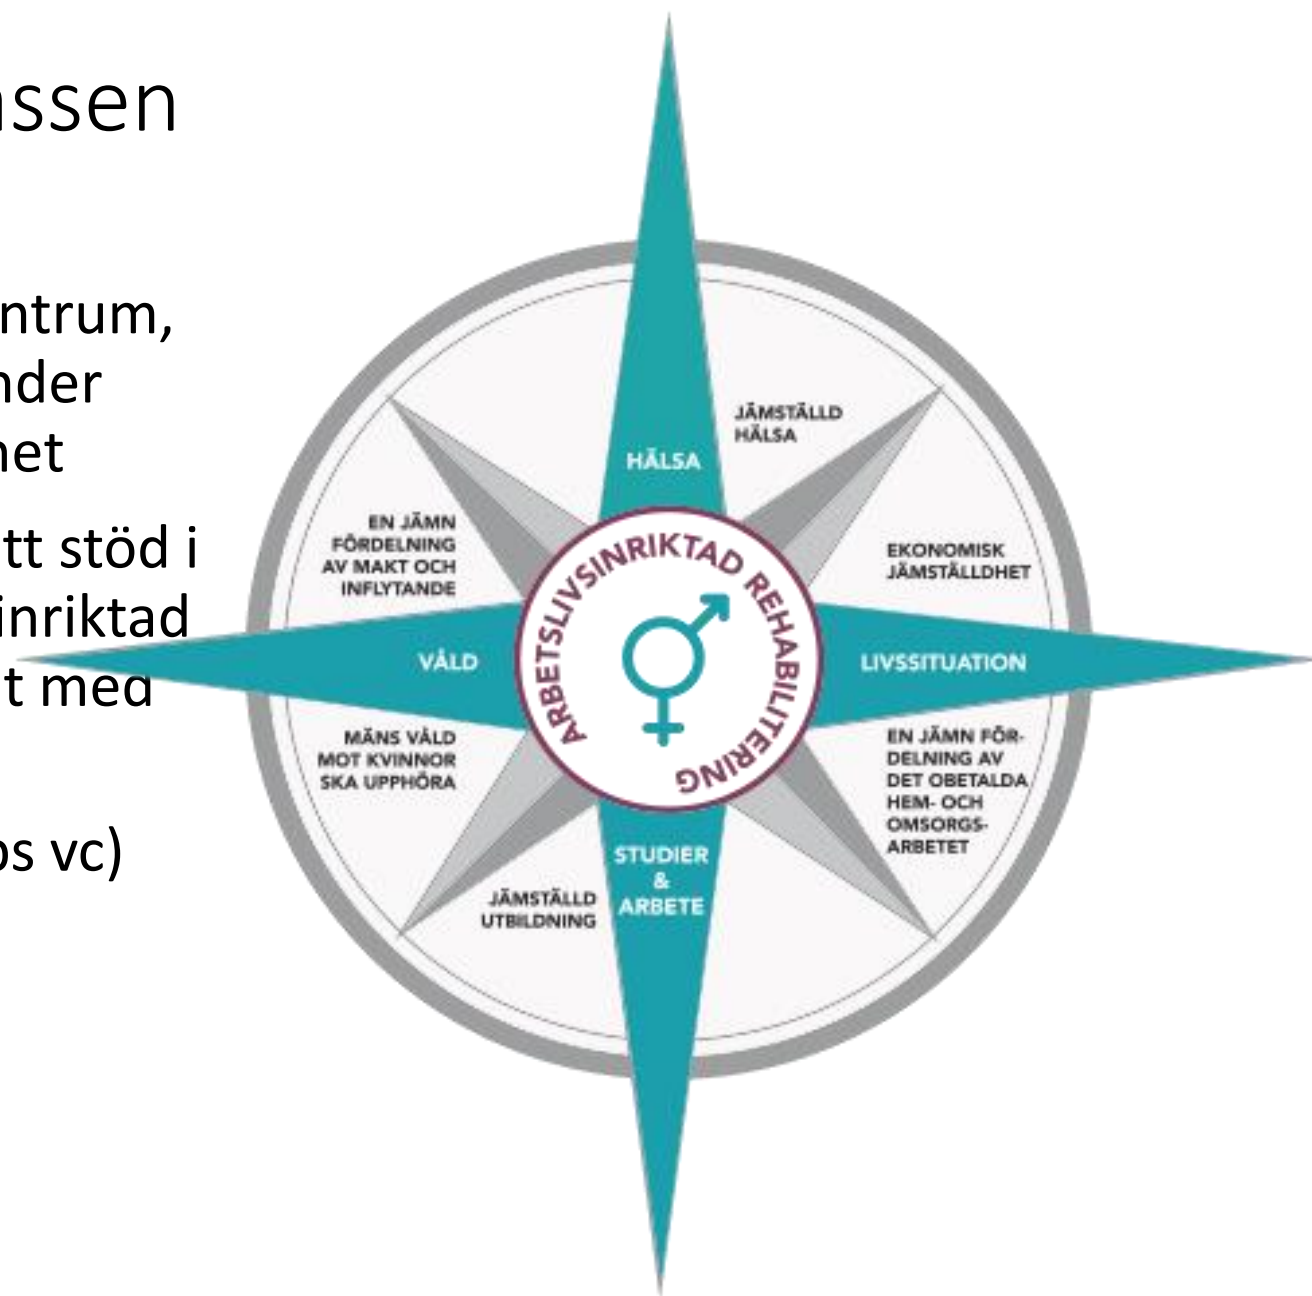 ssen
ntrum,
nder
het
tt stöd i
inriktad
t med
os vc)
HÄLSA
JÄMSTÄLLD
HÄLSA
EKONOMISK
JÄMSTÄLLDHET
LIVSSITUATION
EN JÄMN FÖR-
DELNING AV
DET OBETALDA
HEM- OCH
OMSORGS-
ARBETET
STUDIER
&
ARBETE
JÄMSTÄLLD
UTBILDNING
MÄNS VÅLD
MOT KVINNOR
SKA UPPHÖRA
VÅLD
EN JÄMN
FÖRDELNING
AV MAKT OCH
INFLYTANDE
ARBETSLIVSINRIKTAD REHABILITERING